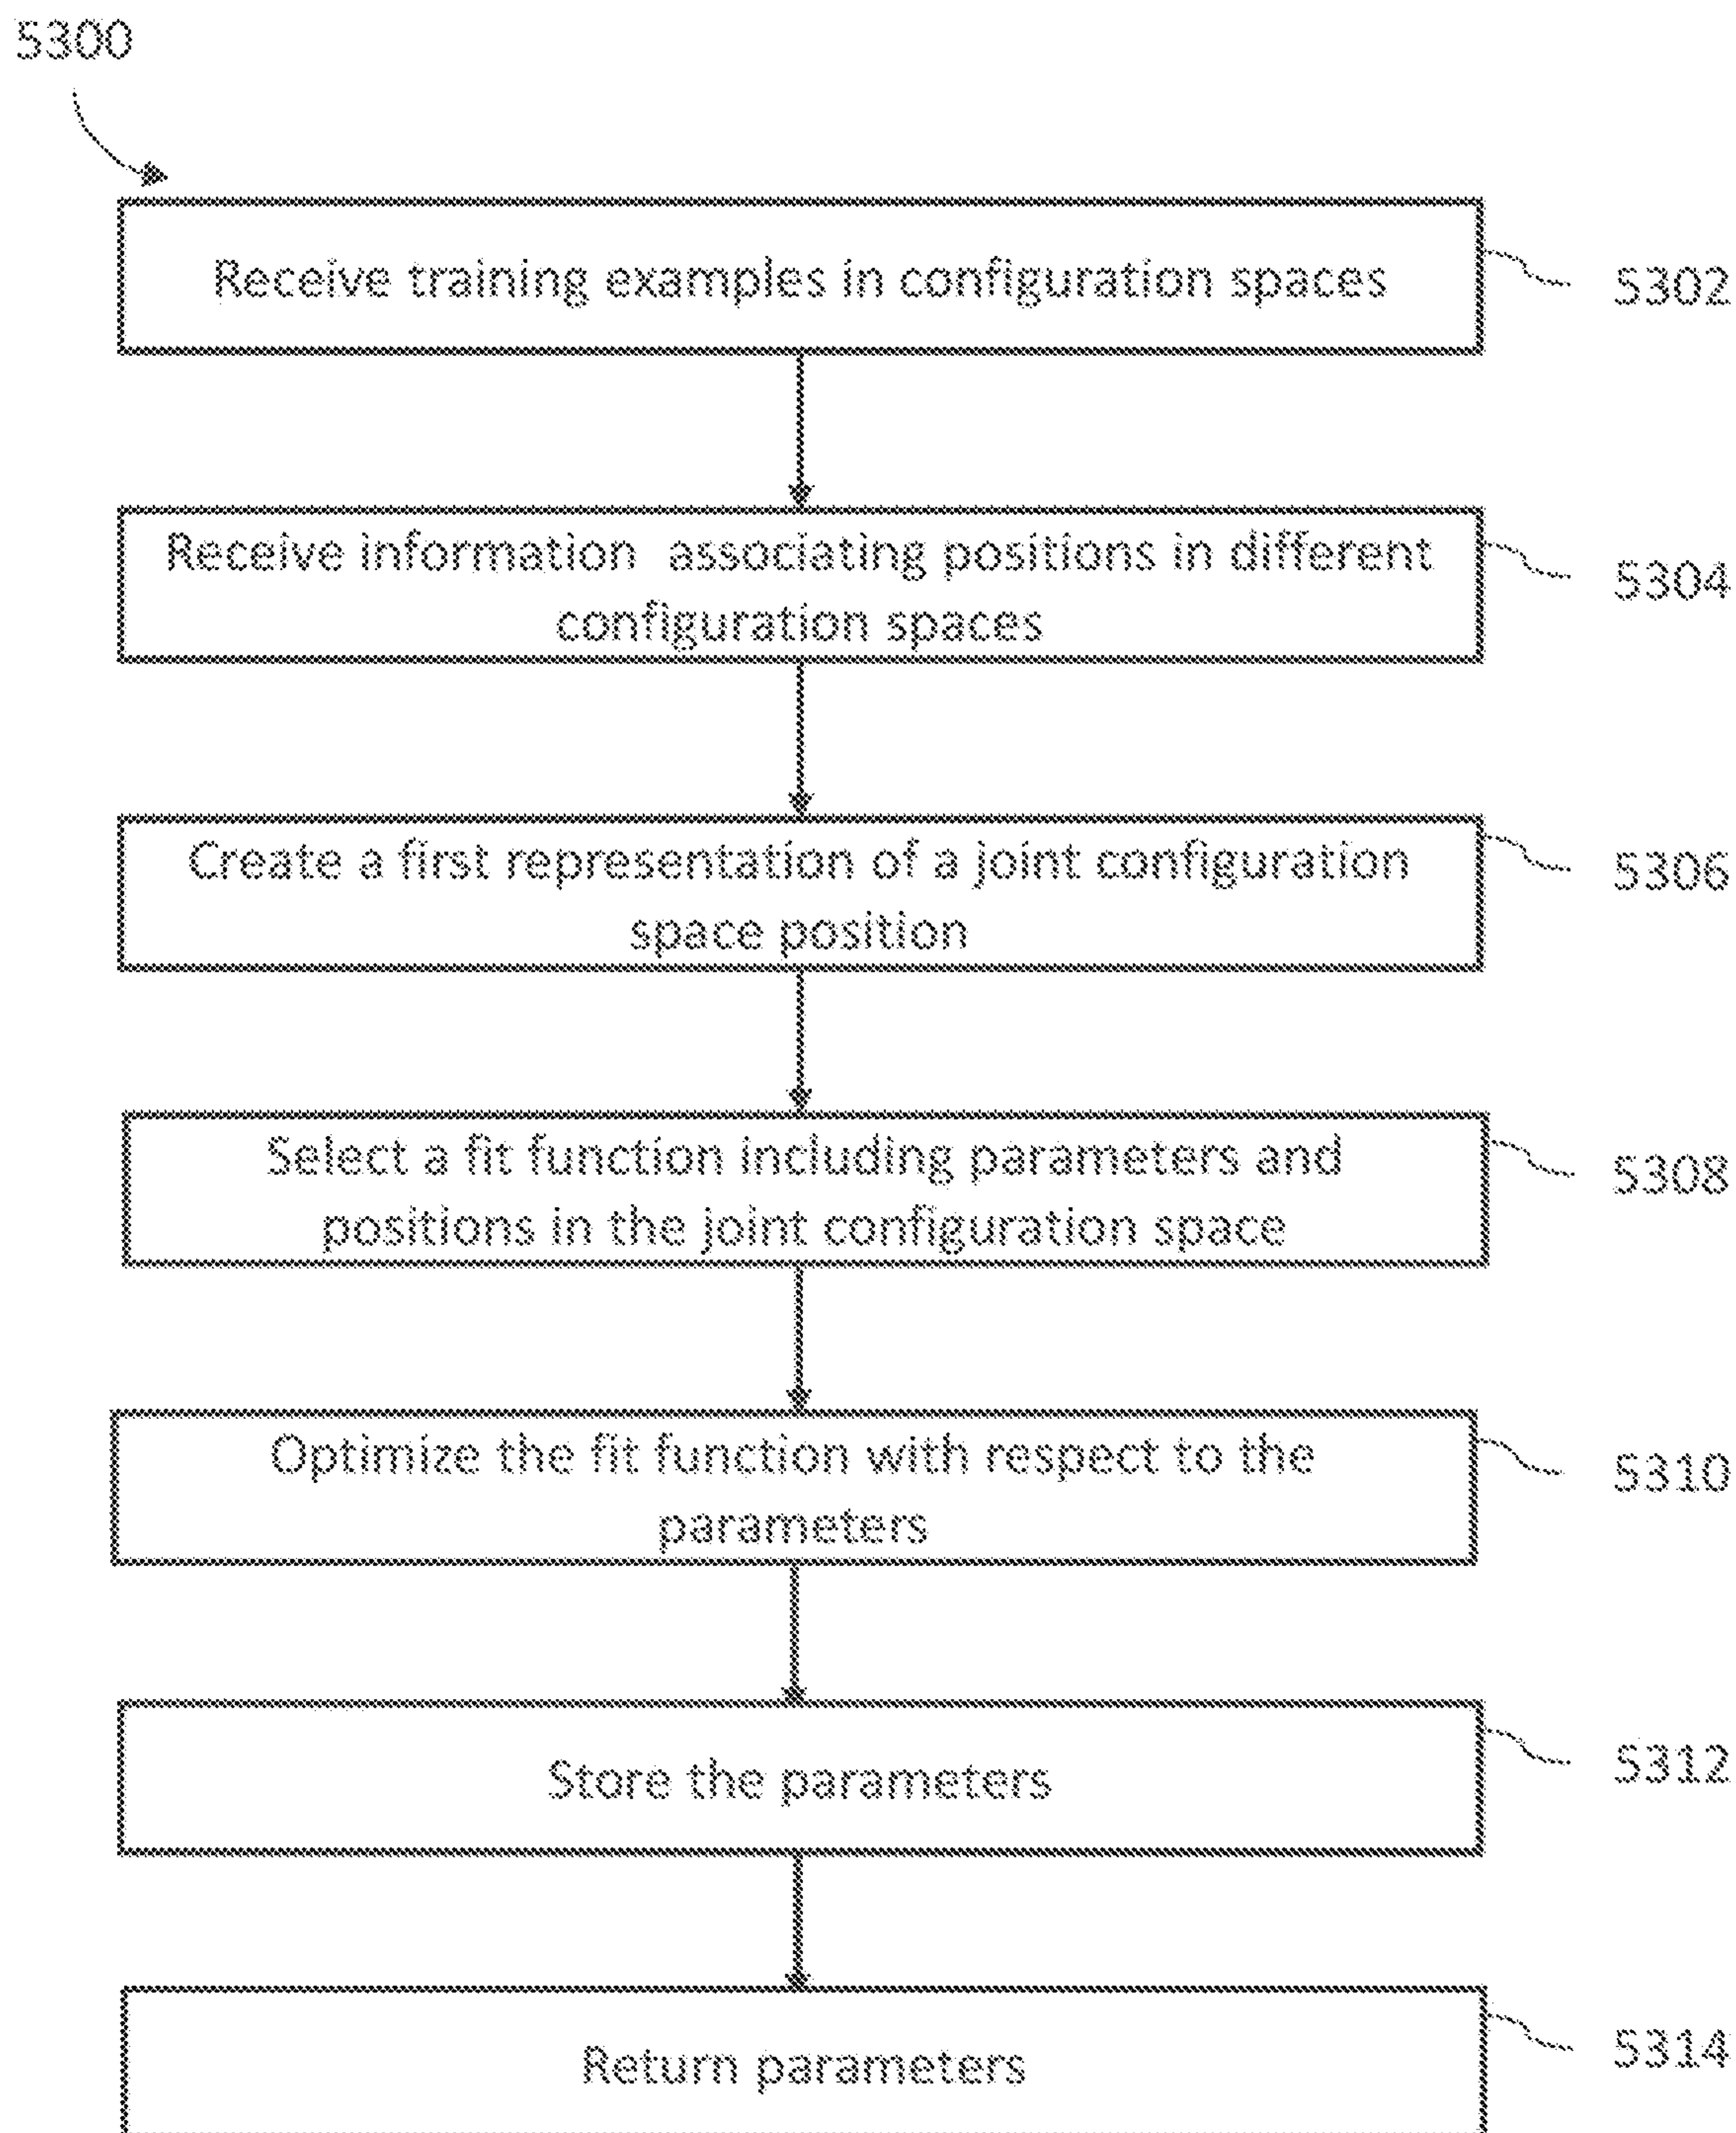 5300
Receive training examples in configuration spaces
5302
Receive information associating positions in different
configuration spaces
5304
Create a first representation of a joint configuration
space position
5306
Select a fit function including parameters and
positions in the joint configuration space
5308
Optimize the fit function with respect to the
parameters
5310
Store the parameters
5312
Return parameters
5314